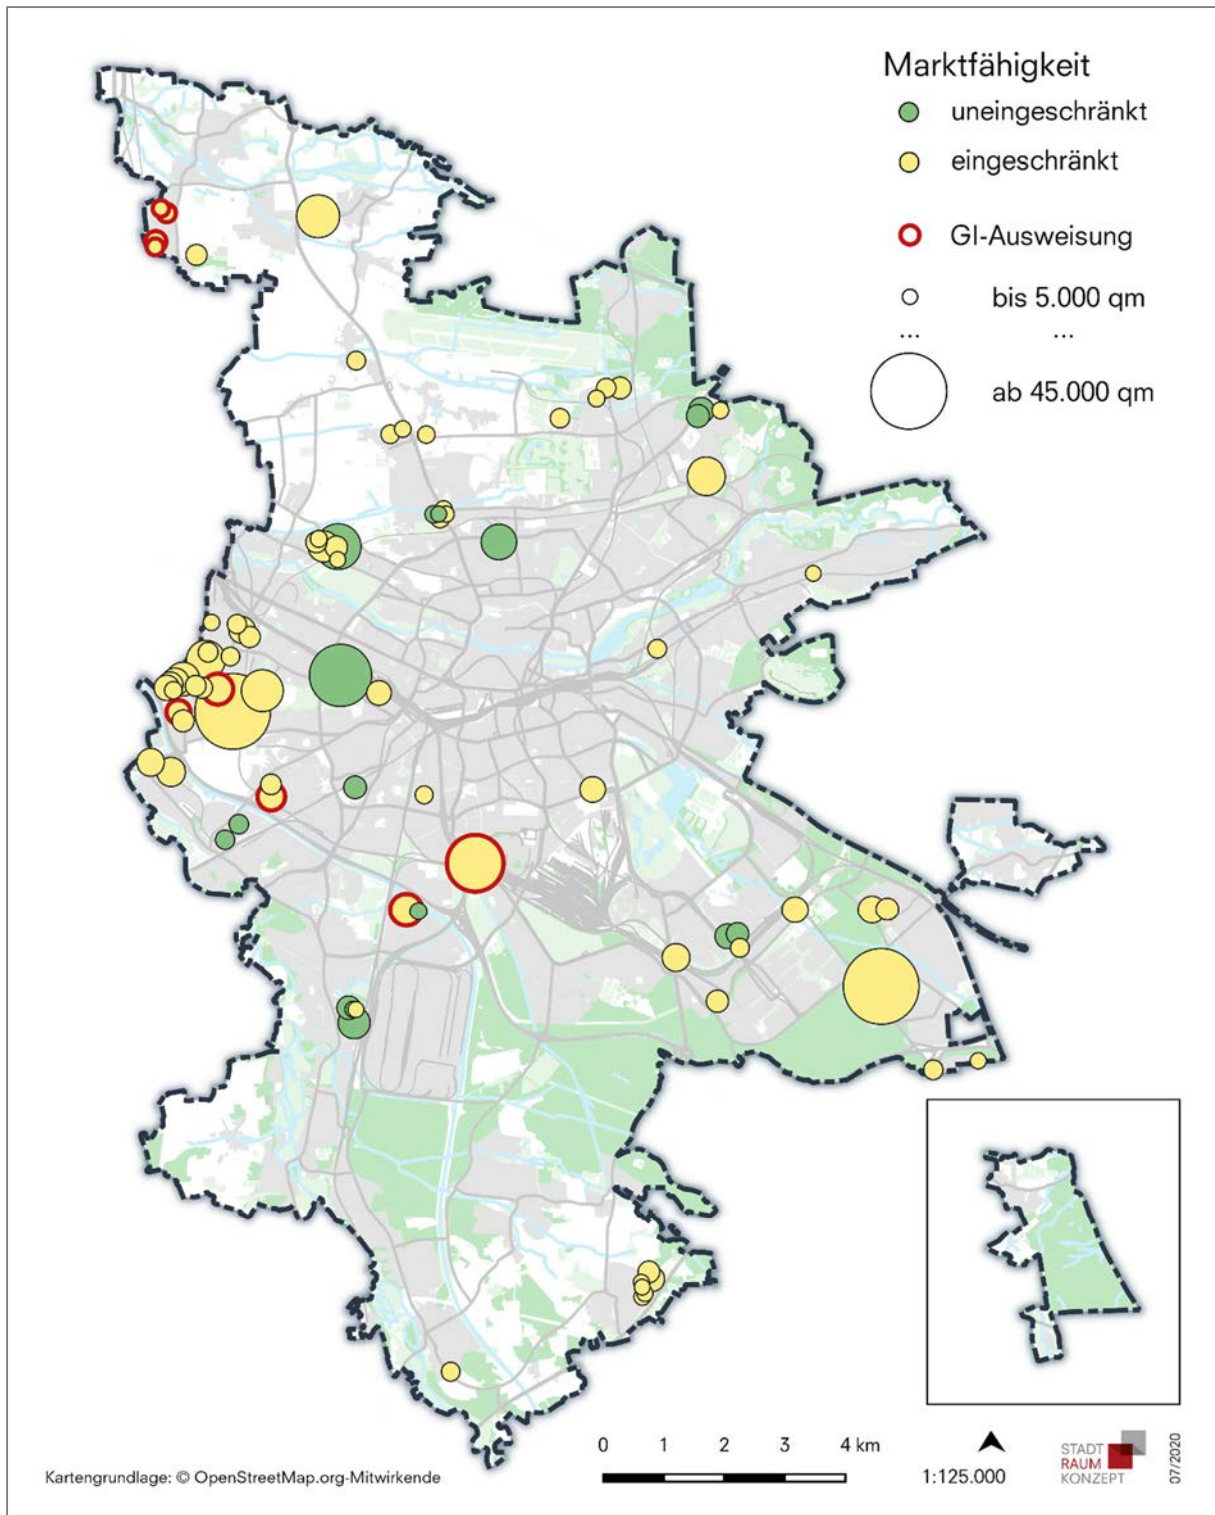 Marktfähigkeit
uneingeschränkt
eingeschränkt
GI-Ausweisung
bis 5.000 qm
... ...
ab 45.000 qm
0 1 2 3 4 km
1:125.000
STADT
RAUM
KONZEPT
07/2020
Kartengrundlage: © OpenStreetMap.org-Mitwirkende